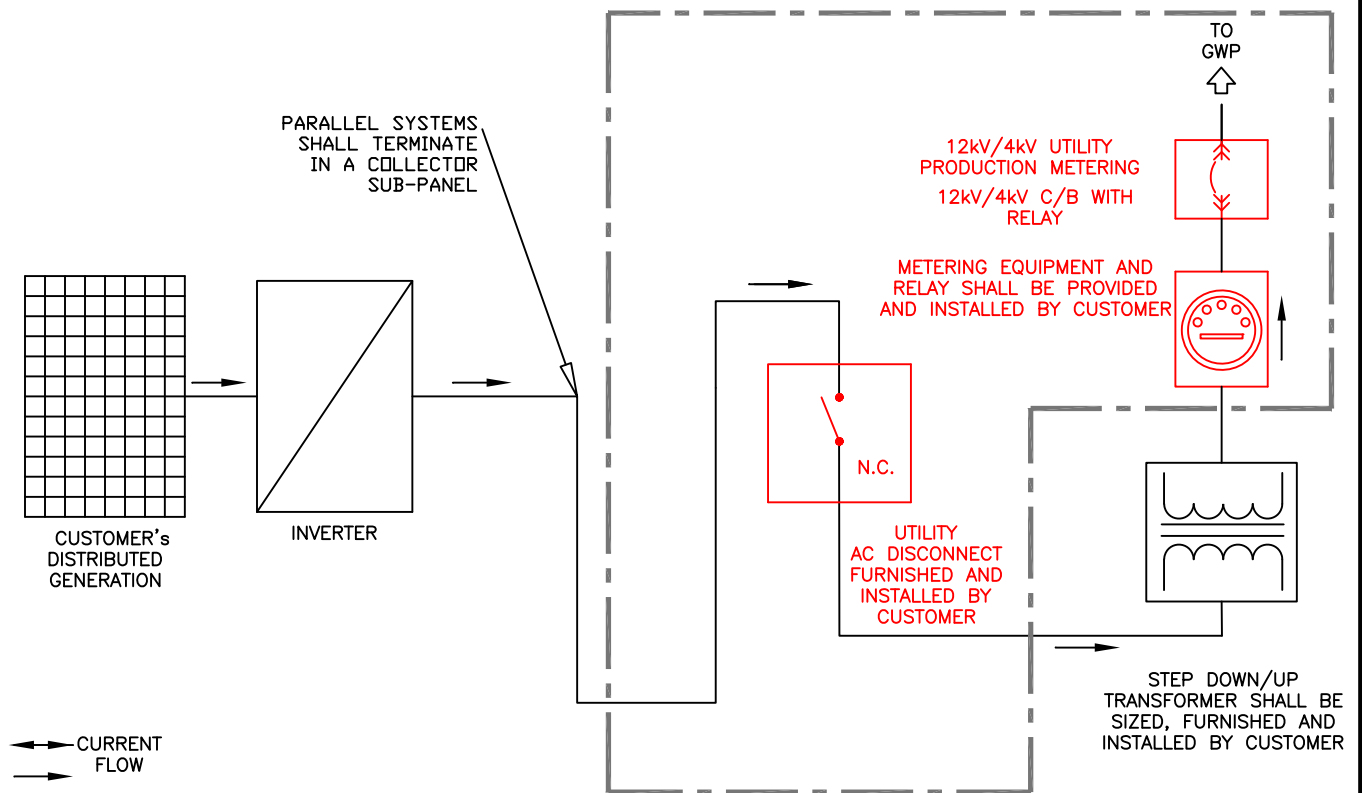 TO
GWP
PARALLEL SYSTEMS
SHALL TERMINATE
IN A COLLECTOR
SUB-PANEL
12kV/4kV UTILITY
PRODUCTION METERING
12kV/4kV C/B WITH
RELAY
METERING EQUIPMENT AND
RELAY SHALL BE PROVIDED
AND INSTALLED BY CUSTOMER
N.C.
CUSTOMER's
DISTRIBUTED
GENERATION
INVERTER
UTILITY
AC DISCONNECT
FURNISHED AND
INSTALLED BY
CUSTOMER
STEP DOWN/UP
TRANSFORMER SHALL BE
SIZED, FURNISHED AND
INSTALLED BY CUSTOMER
CURRENT
FLOW